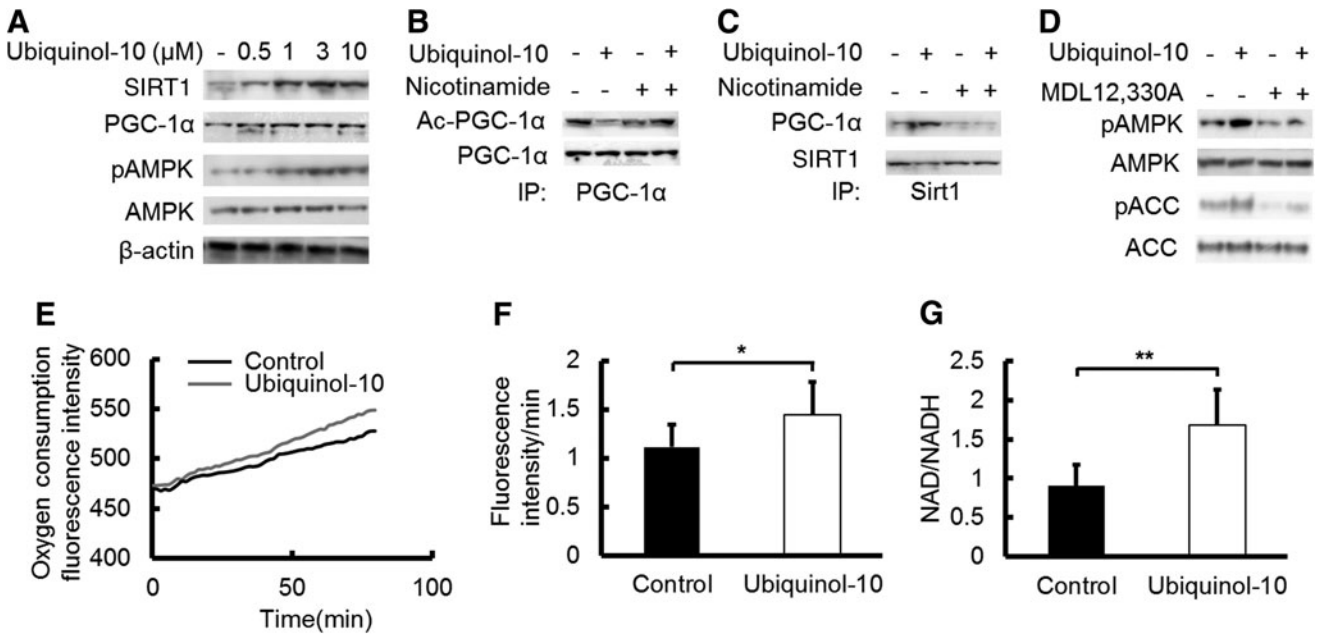 A
Ubiquinol-10 (μM) - 0.5 1 3 10
SIRT1
PGC-1α
pAMPK
AMPK
β-actin
B
Ubiquinol-10 - + - +
Nicotinamide - - + +
Ac-PGC-1α
PGC-1α
IP: PGC-1α
C
Ubiquinol-10 - + - +
Nicotinamide - - + +
PGC-1α
SIRT1
IP: Sirt1
D
Ubiquinol-10 - + - +
MDL12,330A - - + +
pAMPK
AMPK
pACC
ACC
E
Oxygen consumption
fluorescence intensity
600
550
500
450
400
Control
Ubiquinol-10
0 50 100
Time(min)
F
Fluorescence
intensity/min
2
1.5
1
0.5
0
*
Control Ubiquinol-10
G
NAD/NADH
2.5
2
1.5
1
0.5
0
**
Control Ubiquinol-10